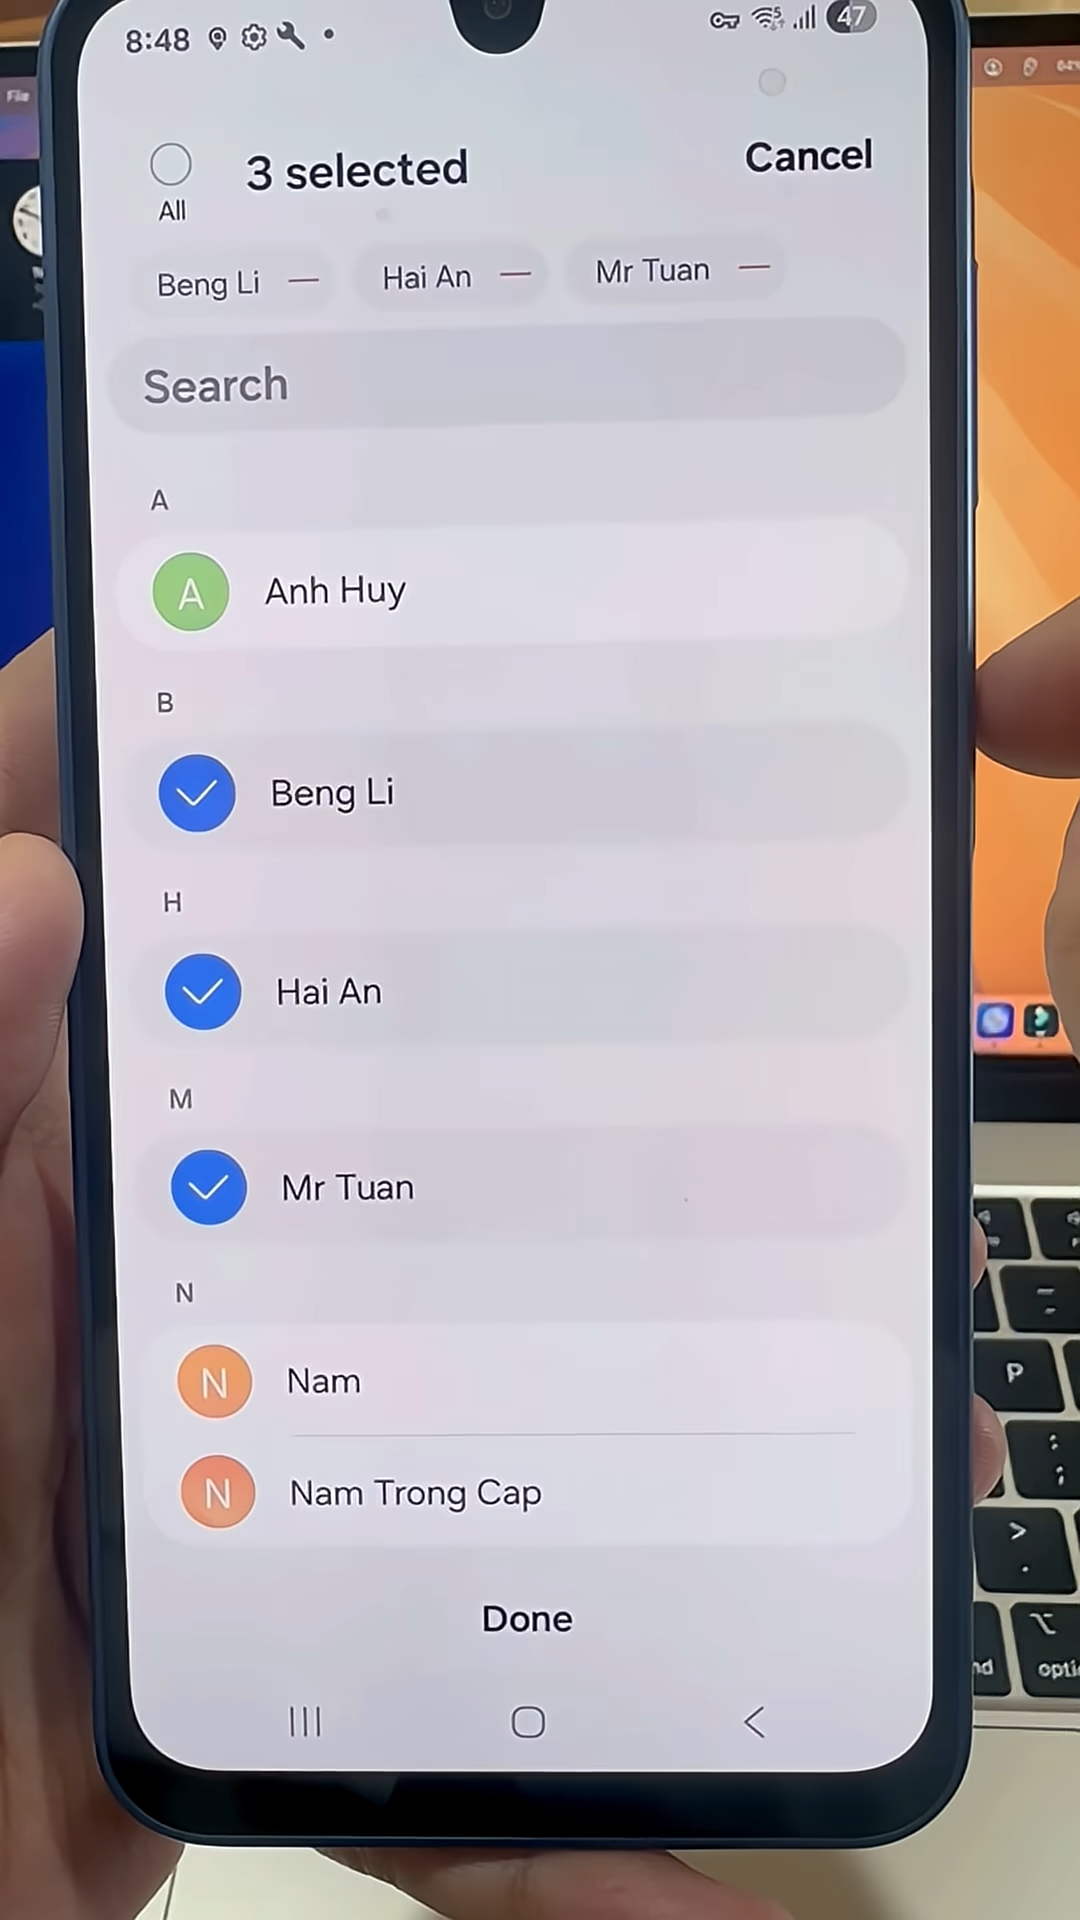 File
8:48
47
3 selected
Cancel
All
Beng Li
Hai An
Mr Tuan
Search
A
A Anh Huy
B
Beng Li
H
Hai An
M
Mr Tuan
N
N Nam
N Nam Trong Cap
Done
P
;
>
.